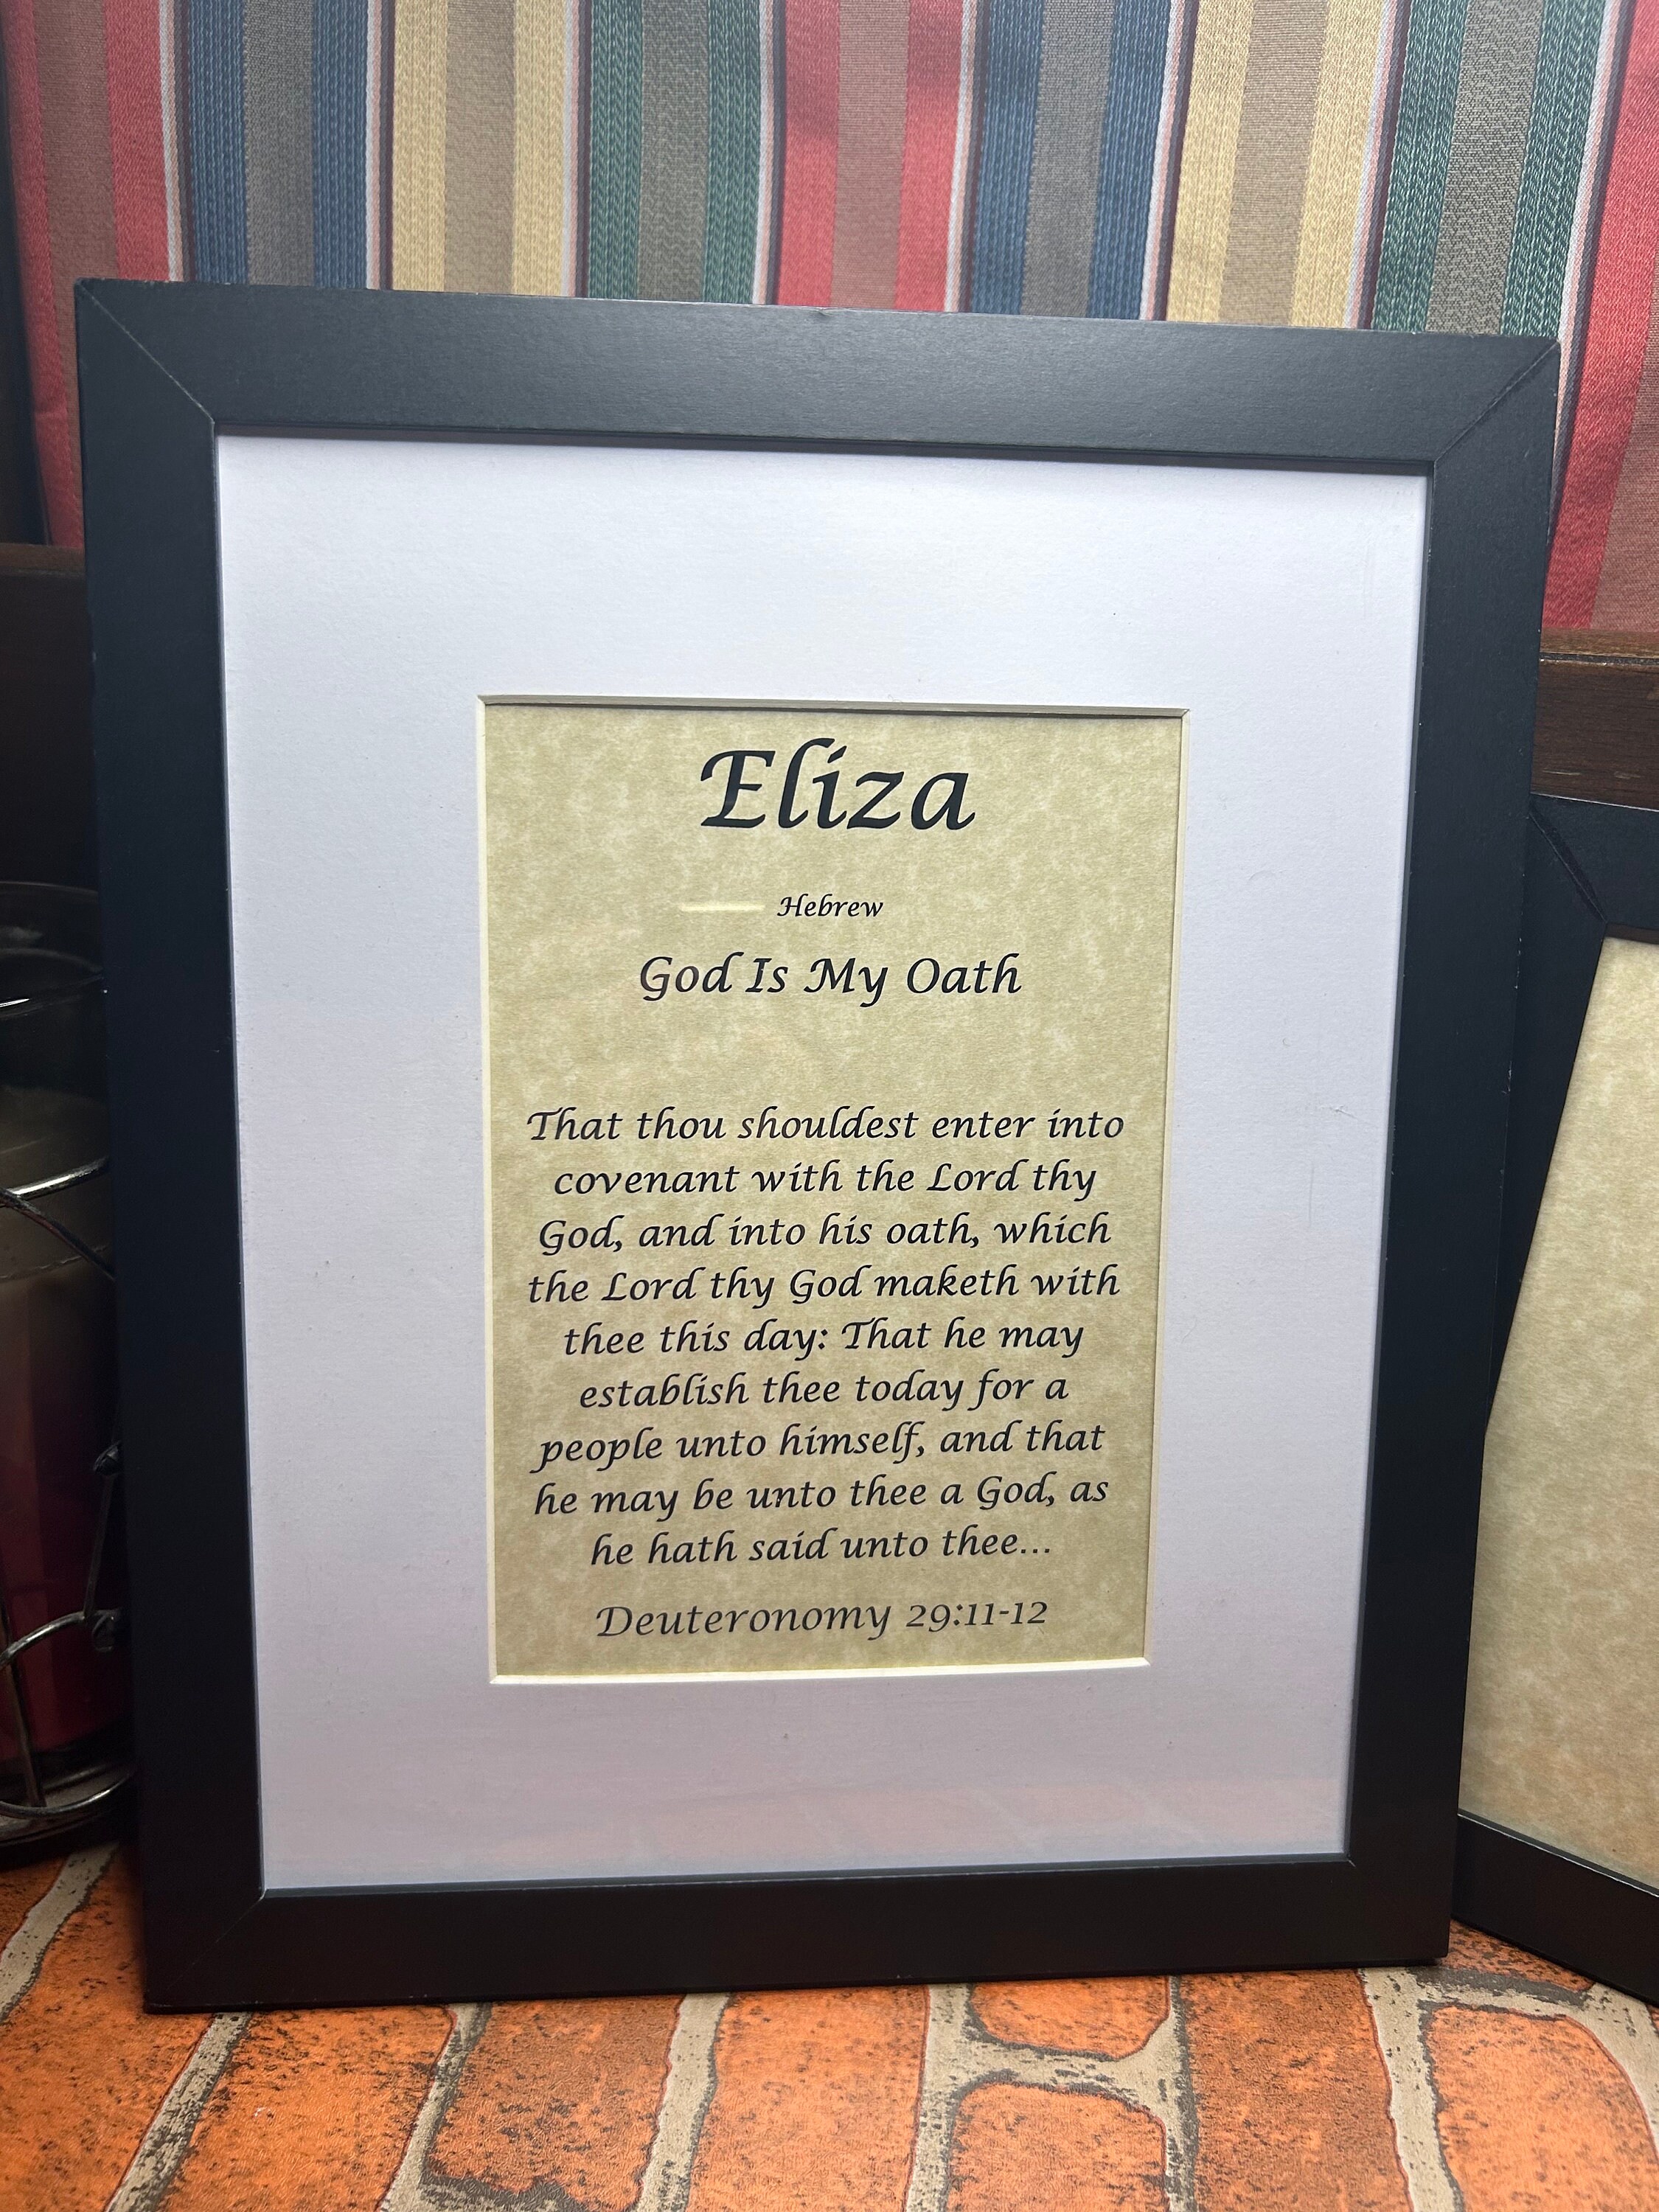 Eliza
Hebrew
God Is My Oath
That thou shouldest enter into
covenant with the Lord thy
God, and into his oath, which
the Lord thy God maketh with
thee this day: That he may
establish thee today for a
people unto himself, and that
he may be unto thee a God, as
he hath said unto thee...
Deuteronomy 29:11-12